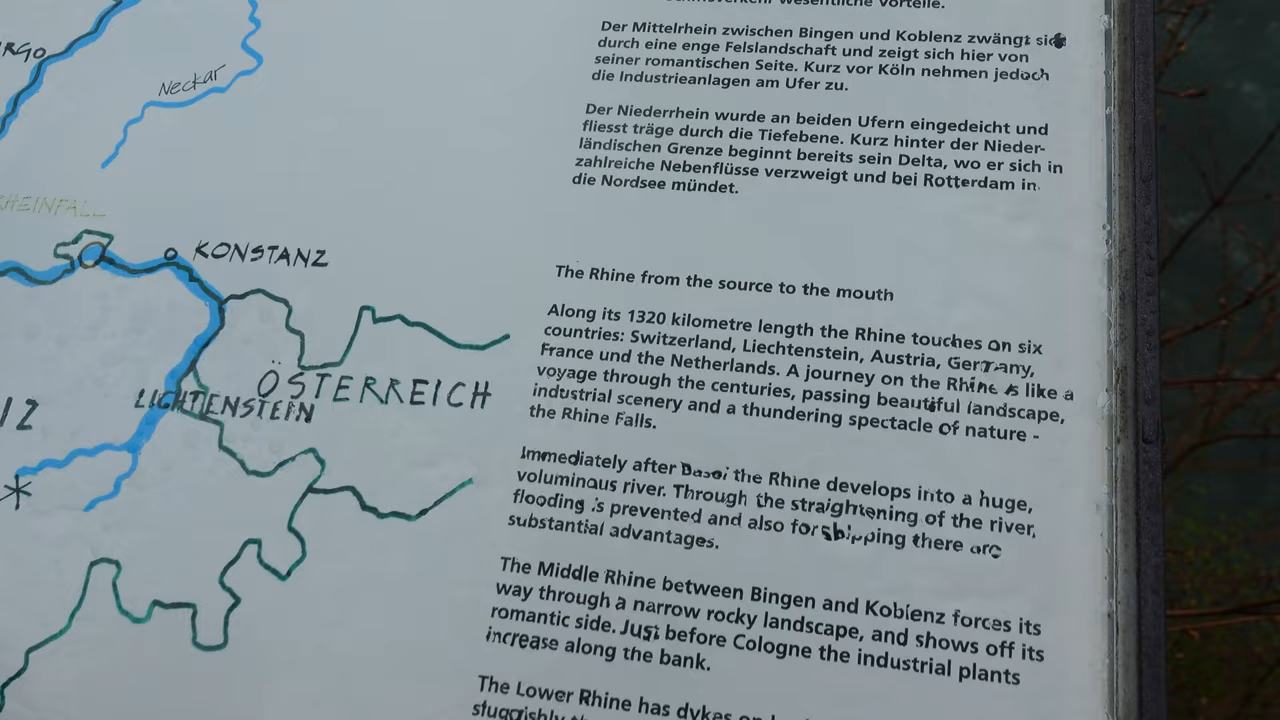 Neckar
KONSTANZ
ÖSTERREICH
LICHTENSTEIN
wesentliche Vorteile.
Der Mittelrhein zwischen Bingen und Koblenz zwängt sich
durch eine enge Felslandschaft und zeigt sich hier von
seiner romantischen Seite. Kurz vor Köln nehmen jedoch
die Industrieanlagen am Ufer zu.
Der Niederrhein wurde an beiden Ufern eingedeicht und
fliesst träge durch die Tiefebene. Kurz hinter der Nieder-
ländischen Grenze beginnt bereits sein Delta, wo er sich in
zahlreiche Nebenflüsse verzweigt und bei Rotterdam in
die Nordsee mündet.
The Rhine from the source to the mouth
Along its 1320 kilometre length the Rhine touches on six
countries: Switzerland, Liechtenstein, Austria, Germany,
France und the Netherlands. A journey on the Rhine is like a
voyage through the centuries, passing beautiful landscape,
industrial scenery and a thundering spectacle of nature -
the Rhine Falls.
Immediately after Basel the Rhine develops into a huge,
voluminous river. Through the straightening of the river,
flooding is prevented and also for shipping there are
substantial advantages.
The Middle Rhine between Bingen and Koblenz forces its
way through a narrow rocky landscape, and shows off its
romantic side. Just before Cologne the industrial plants
increase along the bank.
The Lower Rhine has dykes on
sluggishly